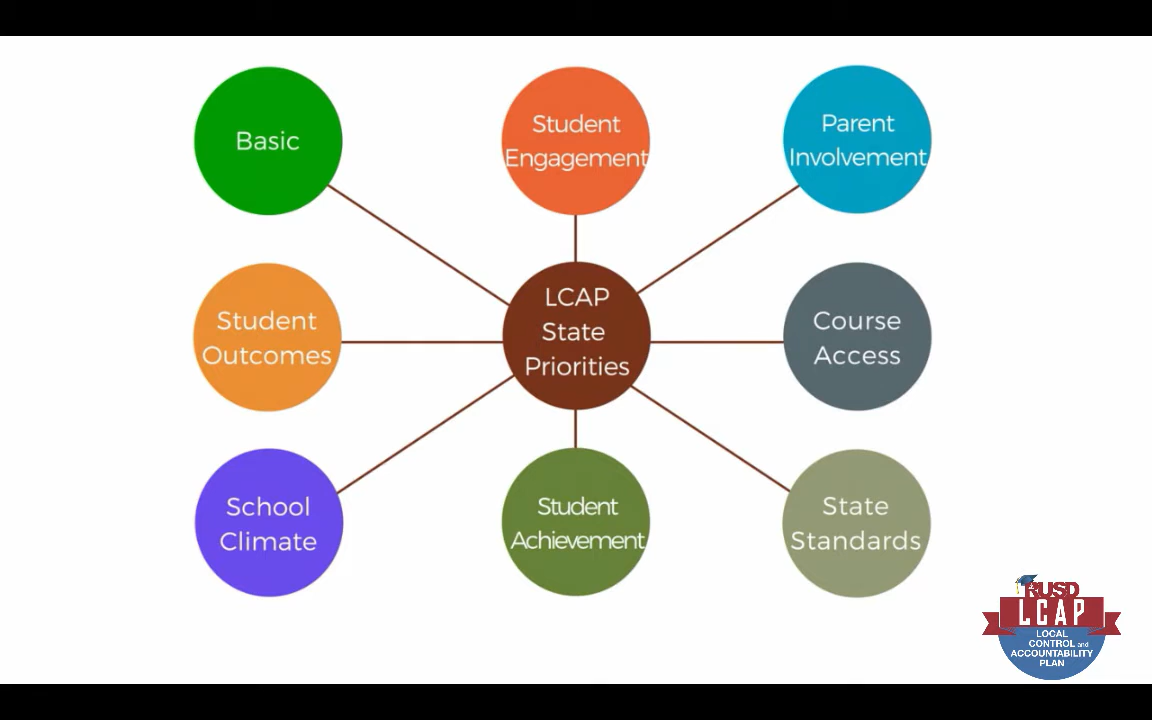 Basic
Student
Engagement
Parent
Involvement
Student
Outcomes
LCAP
State
Priorities
Course
Access
School
Climate
Student
Achievement
State
Standards
RUSD
LCAP
LOCAL
CONTROL and
ACCOUNTABILITY
PLAN